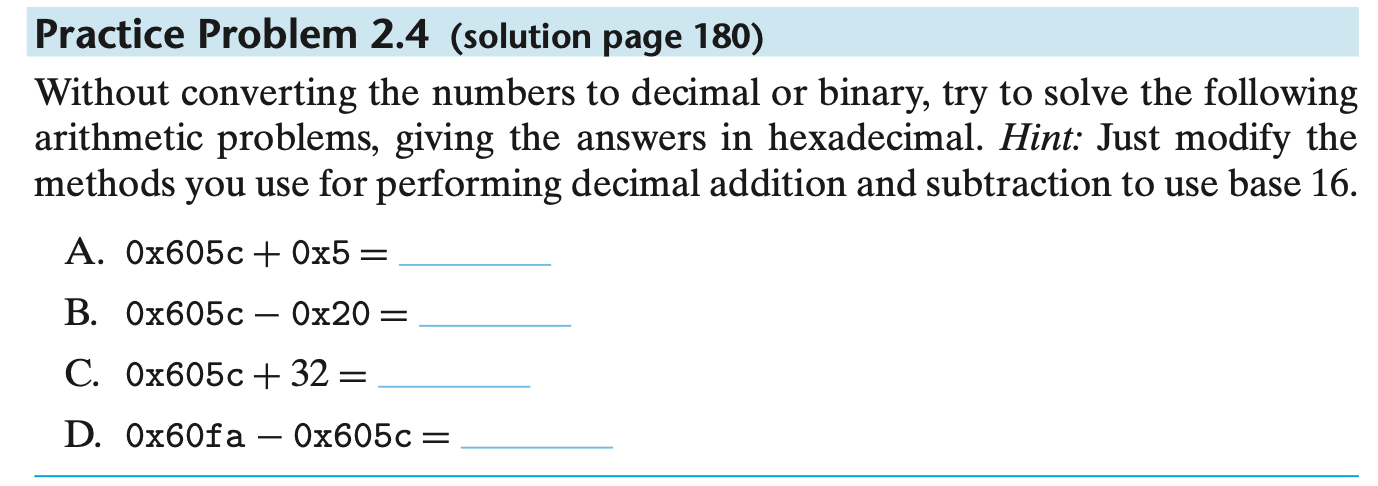 Practice Problem 2.4 (solution page 180)
Without converting the numbers to decimal or binary, try to solve the following
arithmetic problems, giving the answers in hexadecimal. Hint: Just modify the
methods you use for performing decimal addition and subtraction to use base 16.
A. 0x605c + 0x5 = ________
B. 0x605c − 0x20 = ________
C. 0x605c + 32 = ________
D. 0x60fa − 0x605c = ________